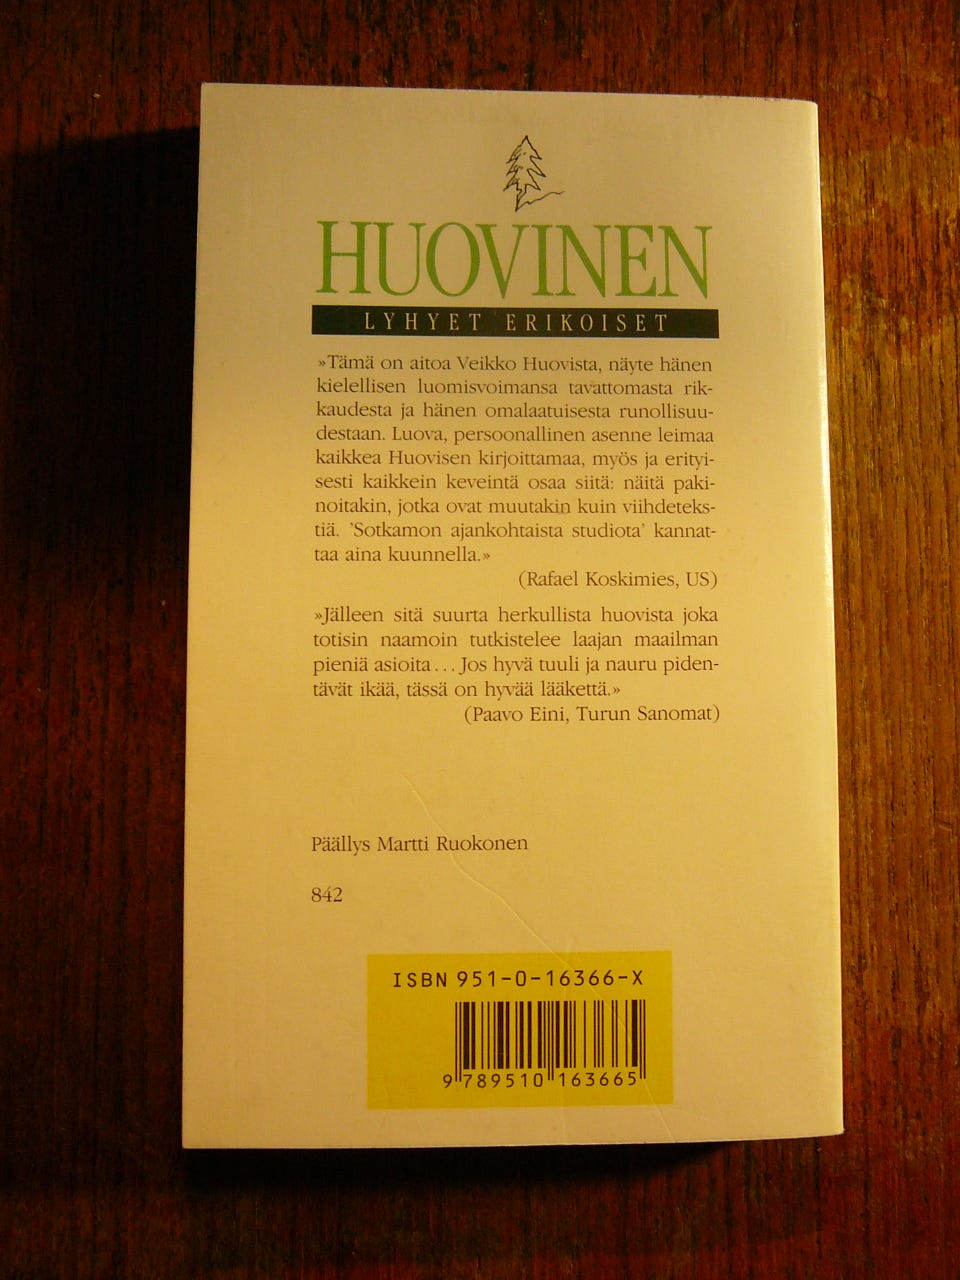 HUOVINEN
LYHYET ERIKOISET
»Tämä on aitoa Veikko Huovista, näyte hänen
kielellisen luomisvoimansa tavattomasta rik-
kaudesta ja hänen omalaatuisesta runollisuu-
destaan. Luova, persoonallinen asenne leimaa
kaikkea Huovisen kirjoittamaa, myös ja erityi-
sesti kaikkein keveintä osaa siitä: näitä paki-
noitakin, jotka ovat muutakin kuin viihdeteks-
tiä. 'Sotkamon ajankohtaista studiota' kannat-
taa aina kuunnella.»
(Rafael Koskimies, US)
»Jälleen sitä suurta herkullista huovista joka
totisin naamoin tutkistelee laajan maailman
pieniä asioita... Jos hyvä tuuli ja nauru piden-
tävät ikää, tässä on hyvää lääkettä.»
(Paavo Eini, Turun Sanomat)
Päällys Martti Ruokonen
842
ISBN 951-0-16366-X
9 789510 163665